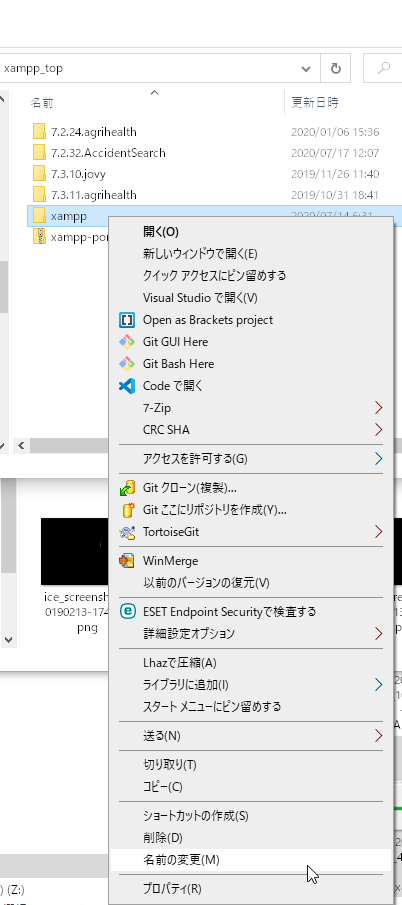 xampp_top
名前
更新日時
7.2.24.agrihealth 2020/01/06 15:36
7.2.32.AccidentSearch 2020/07/17 12:07
7.3.10.jovy 2019/11/26 11:40
7.3.11.agrihealth 2019/10/31 18:41
xampp 2020/07/14 6:31
xampp-por
開く(O)
新しいウィンドウで開く(E)
クイック アクセスにピン留めする
Visual Studio で開く(V)
Open as Brackets project
Git GUI Here
Git Bash Here
Code で開く
7-Zip
CRC SHA
アクセスを許可する(G)
Git クローン(複製)...
Git ここにリポジトリを作成(Y)...
TortoiseGit
WinMerge
以前のバージョンの復元(V)
ESET Endpoint Securityで検査する
詳細設定オプション
Lhazで圧縮(A)
ライブラリに追加(I)
スタート メニューにピン留めする
送る(N)
切り取り(T)
コピー(C)
ショートカットの作成(S)
削除(D)
名前の変更(M)
プロパティ(R)
ice_screensh
0190213-174
png
) (Z:)